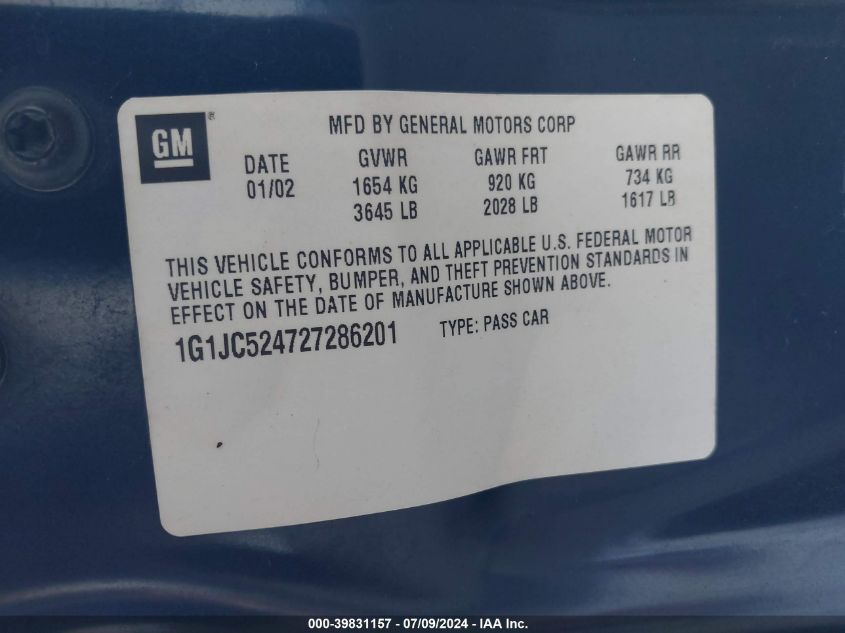 GM®
MFD BY GENERAL MOTORS CORP
DATE GVWR GAWR FRT GAWR RR
01/02 1654 KG 920 KG 734 KG
3645 LB 2028 LB 1617 LB
THIS VEHICLE CONFORMS TO ALL APPLICABLE U.S. FEDERAL MOTOR
VEHICLE SAFETY, BUMPER, AND THEFT PREVENTION STANDARDS IN
EFFECT ON THE DATE OF MANUFACTURE SHOWN ABOVE.
1G1JC524727286201 TYPE: PASS CAR
000-39831157 / 07/09/2024 - IAA Inc.